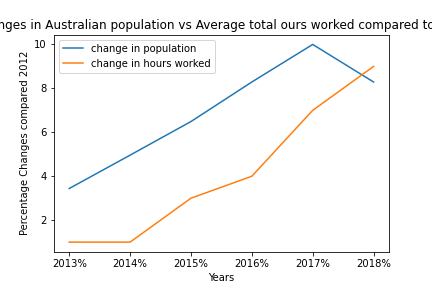 nges in Australian population vs Average total ours worked compared to
change in population
change in hours worked
Percentage Changes compared 2012
10
8
6
4
2
2013% 2014% 2015% 2016% 2017% 2018%
Years